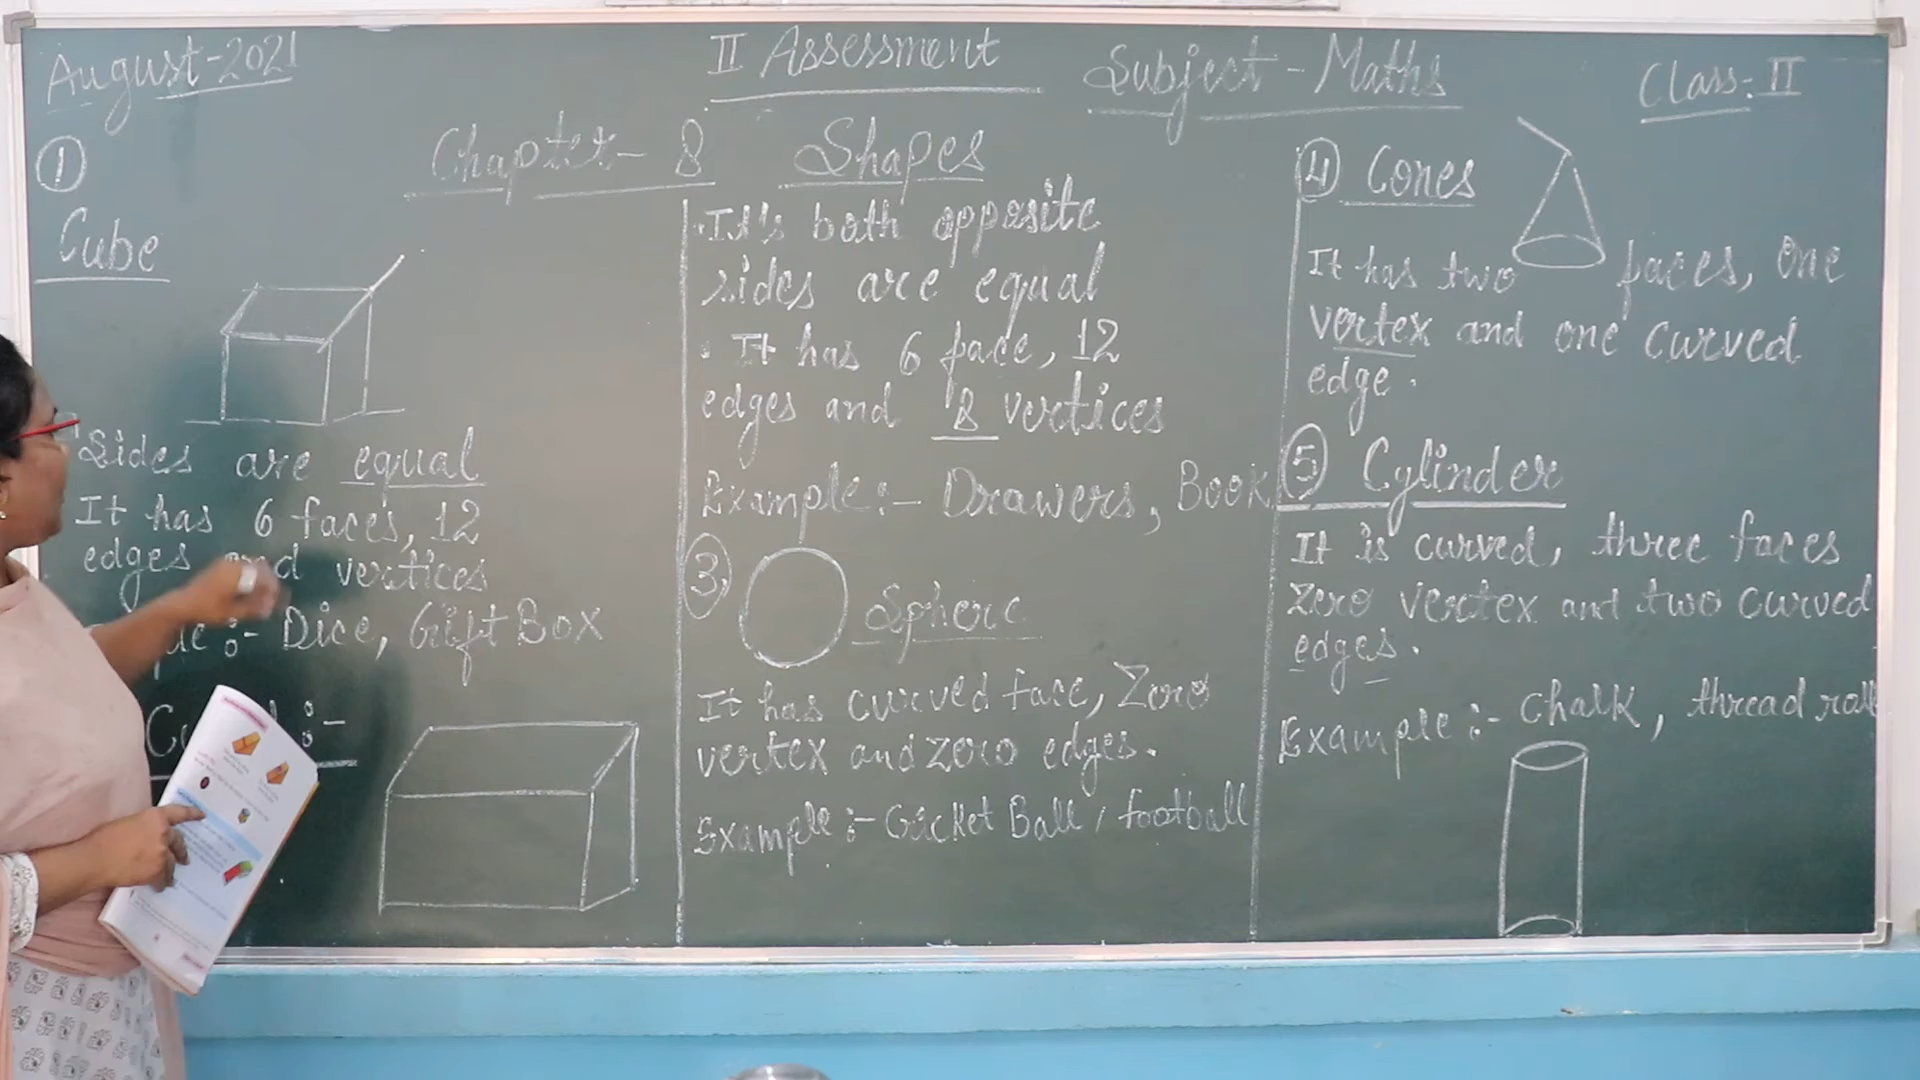 August-2021
II Assessment
Subject - Maths
Class:- II
Chapter- 8 Shapes
1
Cube
Sides are equal
It has 6 faces, 12
edges and vertices
:- Dice, Gift Box
:-
It's both opposite
sides are equal
. It has 6 face, 12
edges and 8 vertices
Example :- Drawers, Book
3. Sphere
It has curved face, Zero
vertex and zero edges.
Example :- Cricket Ball, football
4 Cones
It has two faces, One
vertex and one curved
edge.
5 Cylinder
It is curved, three faces
Zero vertex and two curved
edges.
Example :- Chalk, thread